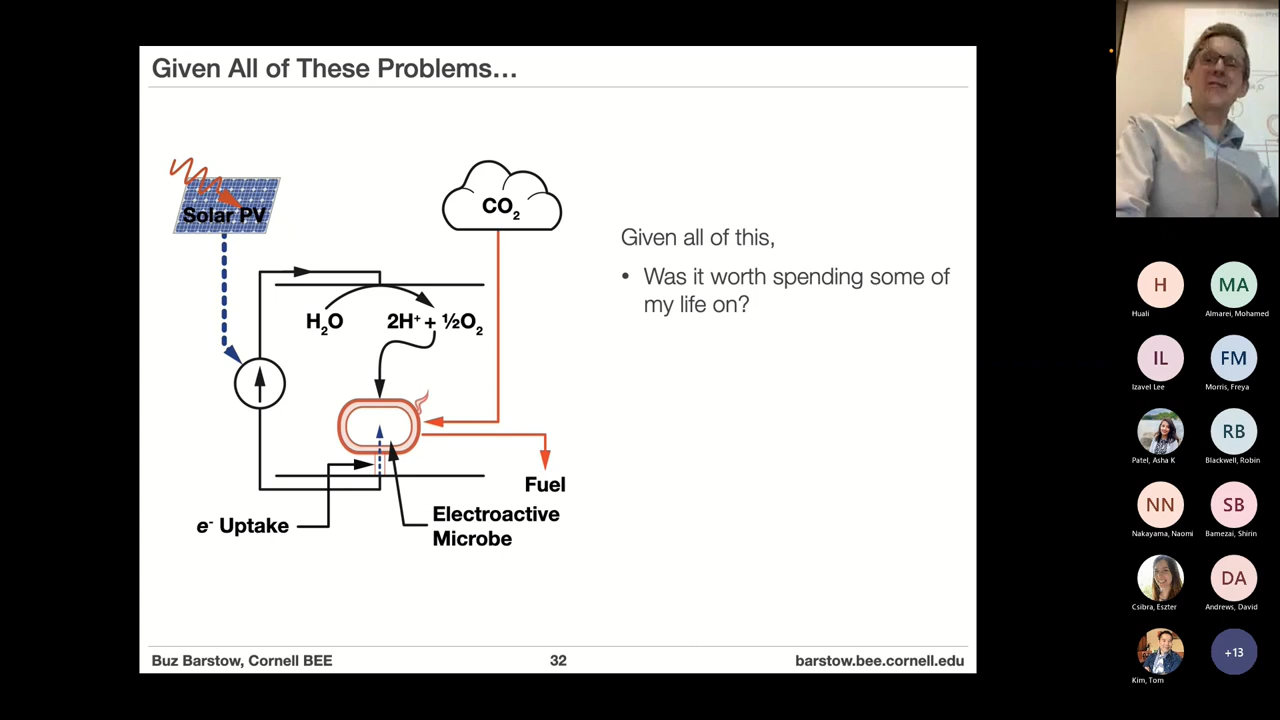 Given All of These Problems…
Solar PV
CO₂
Given all of this,
• Was it worth spending some of
my life on?
H₂O
2H⁺ + ½O₂
Fuel
e⁻ Uptake
Electroactive
Microbe
Buz Barstow, Cornell BEE
32
barstow.bee.cornell.edu
H
MA
Huali
Almarei, Mohamed
IL
FM
Izavel Lee
Morris, Freya
RB
Patel, Asha K
Blackwell, Robin
NN
SB
Nakayama, Naomi
Bamezai, Shirin
DA
Csibra, Eszter
Andrews, David
+13
Kim, Tom